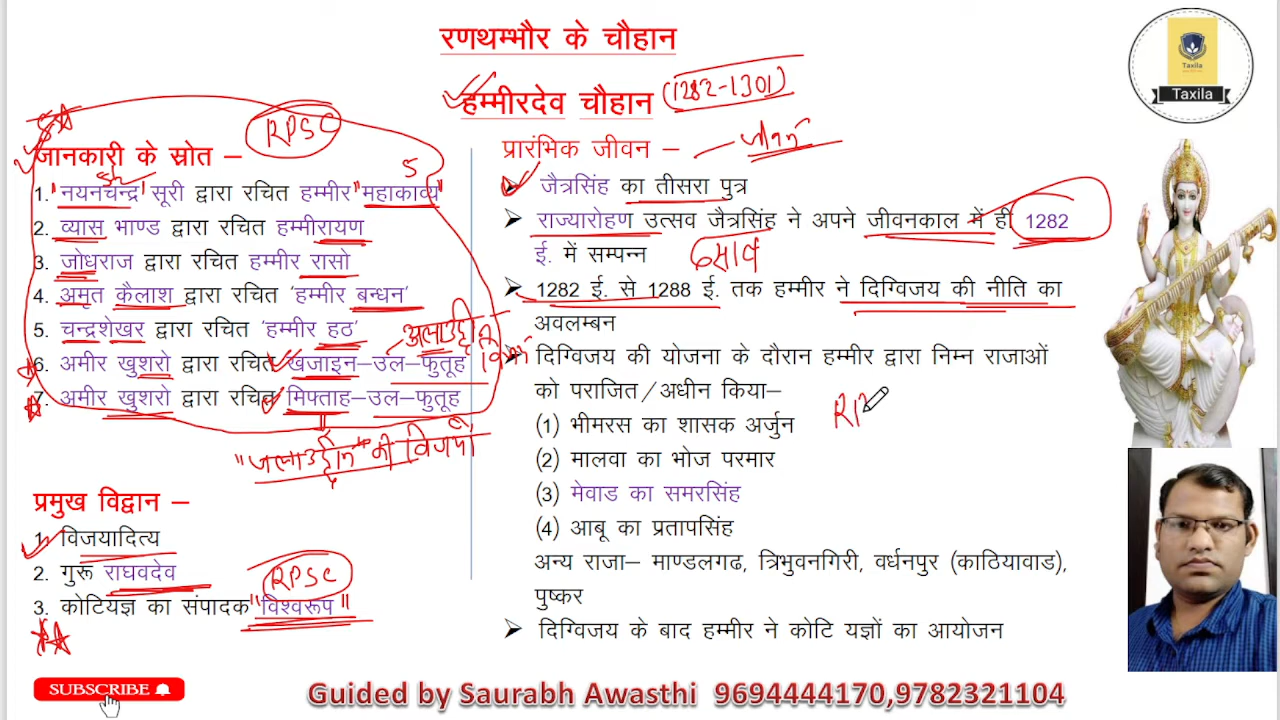 रणथम्भौर के चौहान
हम्मीरदेव चौहान (1282-1301)
Taxila
Taxila
RPSC
जानकारी के स्रोत –
5
1. "नयनचन्द्र" सूरी द्वारा रचित हम्मीर "महाकाव्य"
2. व्यास भाण्ड द्वारा रचित हम्मीरायण
3. जोधराज द्वारा रचित हम्मीर रासो
4. अमृत कैलाश द्वारा रचित 'हम्मीर बन्धन'
5. चन्द्रशेखर द्वारा रचित 'हम्मीर हठ'
अलाउद्दीन
6. अमीर खुशरो द्वारा रचित खजाइन–उल–फुतूह
7. अमीर खुशरो द्वारा रचित मिफ्ताह–उल–फुतूह
"जलाउद्दीन" की विजयों
प्रमुख विद्वान –
1. विजयादित्य
2. गुरू राघवदेव
RPSC
3. कोटियज्ञ का संपादक "विश्वरूप"
प्रारंभिक जीवन –
➢ जैत्रसिंह का तीसरा पुत्र
➢ राज्यारोहण उत्सव जैत्रसिंह ने अपने जीवनकाल में ही 1282
ई. में सम्पन्न
➢ 1282 ई. से 1288 ई. तक हम्मीर ने दिग्विजय की नीति का
अवलम्बन
➢ दिग्विजय की योजना के दौरान हम्मीर द्वारा निम्न राजाओं
को पराजित/अधीन किया–
(1) भीमरस का शासक अर्जुन
(2) मालवा का भोज परमार
(3) मेवाड का समरसिंह
(4) आबू का प्रतापसिंह
अन्य राजा– माण्डलगढ, त्रिभुवनगिरी, वर्धनपुर (काठियावाड),
पुष्कर
➢ दिग्विजय के बाद हम्मीर ने कोटि यज्ञों का आयोजन
SUBSCRIBE
Guided by Saurabh Awasthi 9694444170,9782321104